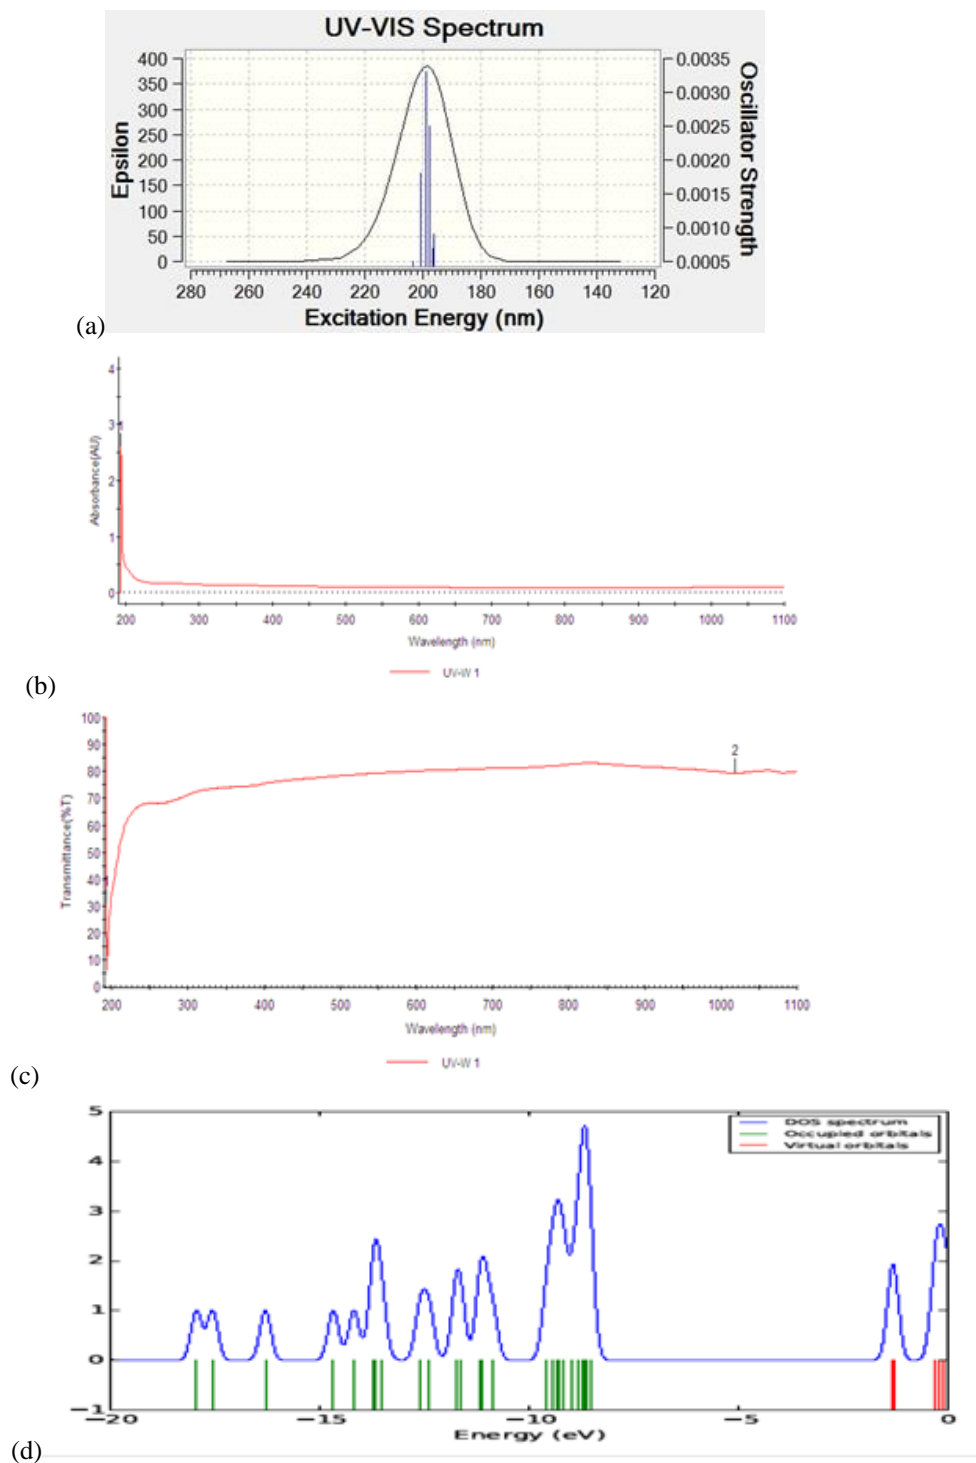 UV-VIS Spectrum
400
350
300
250
200
150
100
50
0
Epsilon
0.0035
0.0030
0.0025
0.0020
0.0015
0.0010
0.0005
Oscillator Strength
280 260 240 220 200 180 160 140 120
Excitation Energy (nm)
(a)
4
3
2
1
0
Absorbance(AU)
200 300 400 500 600 700 800 900 1000 1100
Wavelength (nm)
UV-W 1
(b)
100
90
80
70
60
50
40
30
20
10
0
Transmittance(%T)
2
200 300 400 500 600 700 800 900 1000 1100
Wavelength (nm)
UV-W 1
(c)
5
4
3
2
1
0
−1
DOS spectrum
Occupied orbitals
Virtual orbitals
−20 −15 −10 −5 0
Energy (eV)
(d)